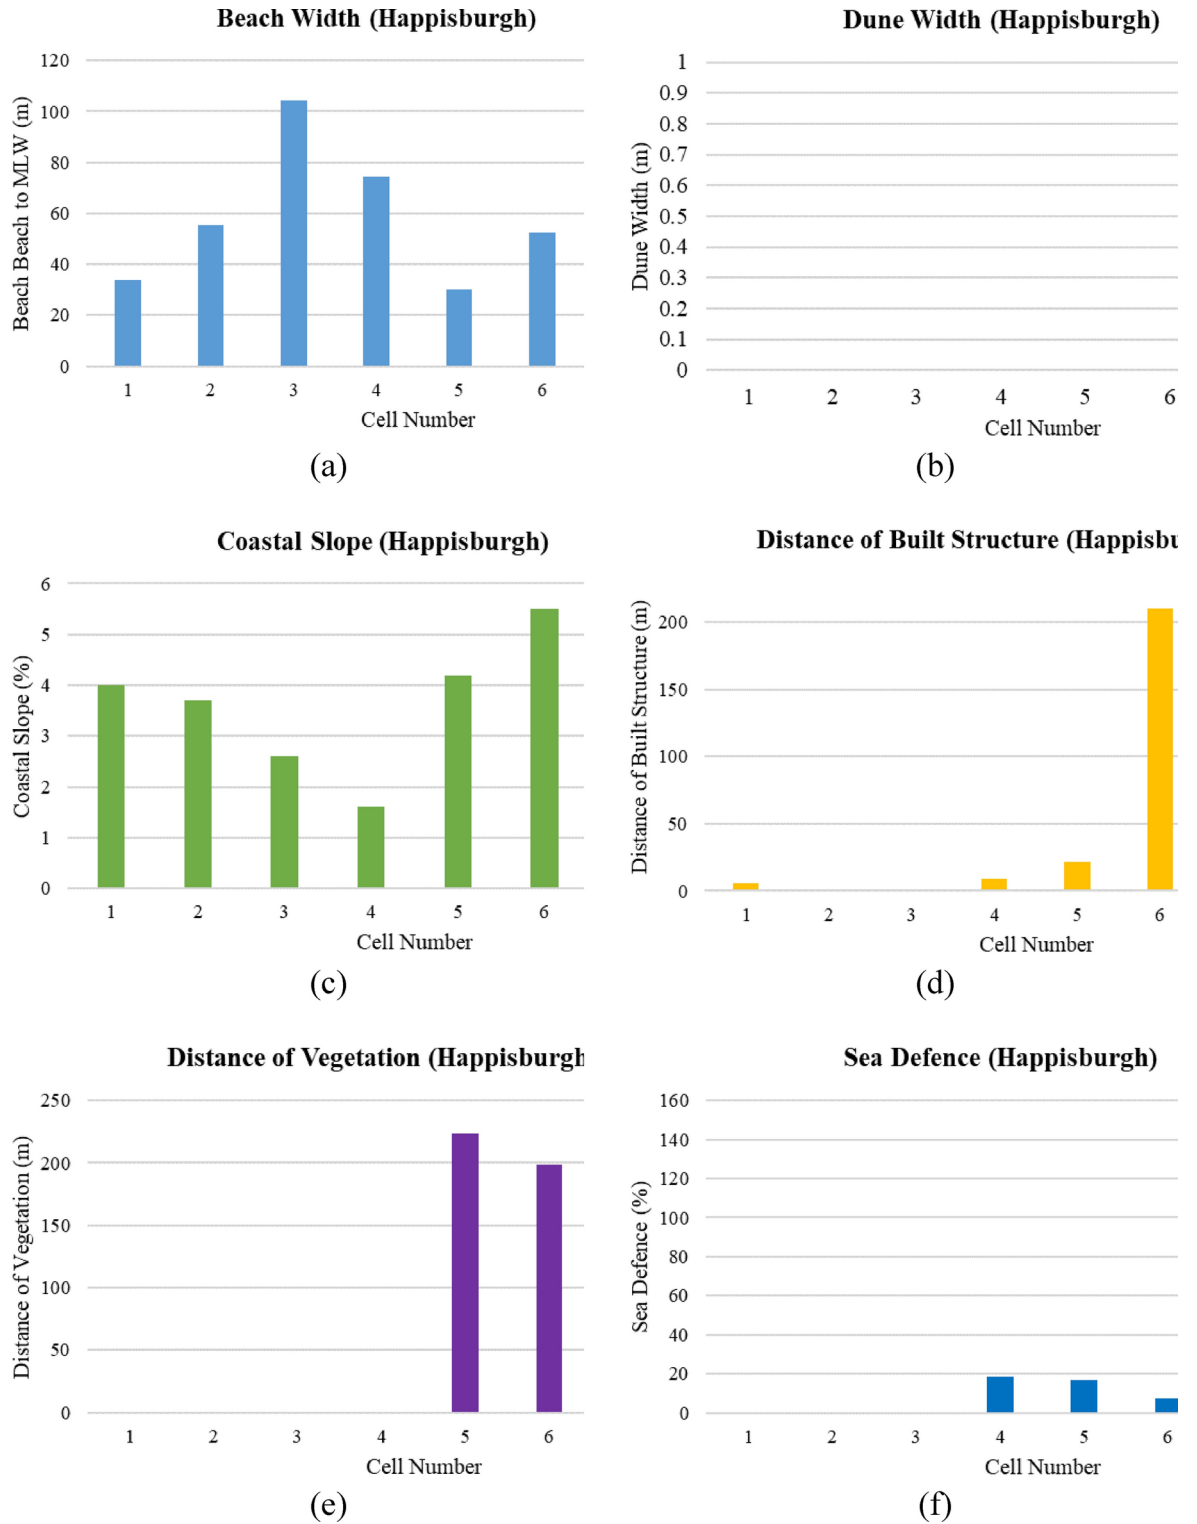 Beach Width (Happisburgh)
Beach Beach to MLW (m)
120
100
80
60
40
20
0
1 2 3 4 5 6
Cell Number
(a)
Dune Width (Happisburgh)
Dune Width (m)
1
0.9
0.8
0.7
0.6
0.5
0.4
0.3
0.2
0.1
0
1 2 3 4 5 6
Cell Number
(b)
Coastal Slope (Happisburgh)
Coastal Slope (%)
6
5
4
3
2
1
0
1 2 3 4 5 6
Cell Number
(c)
Distance of Built Structure (Happisbu
Distance of Built Structure (m)
200
150
100
50
0
1 2 3 4 5 6
Cell Number
(d)
Distance of Vegetation (Happisburgh
Distance of Vegetation (m)
250
200
150
100
50
0
1 2 3 4 5 6
Cell Number
(e)
Sea Defence (Happisburgh)
Sea Defence (%)
160
140
120
100
80
60
40
20
0
1 2 3 4 5 6
Cell Number
(f)